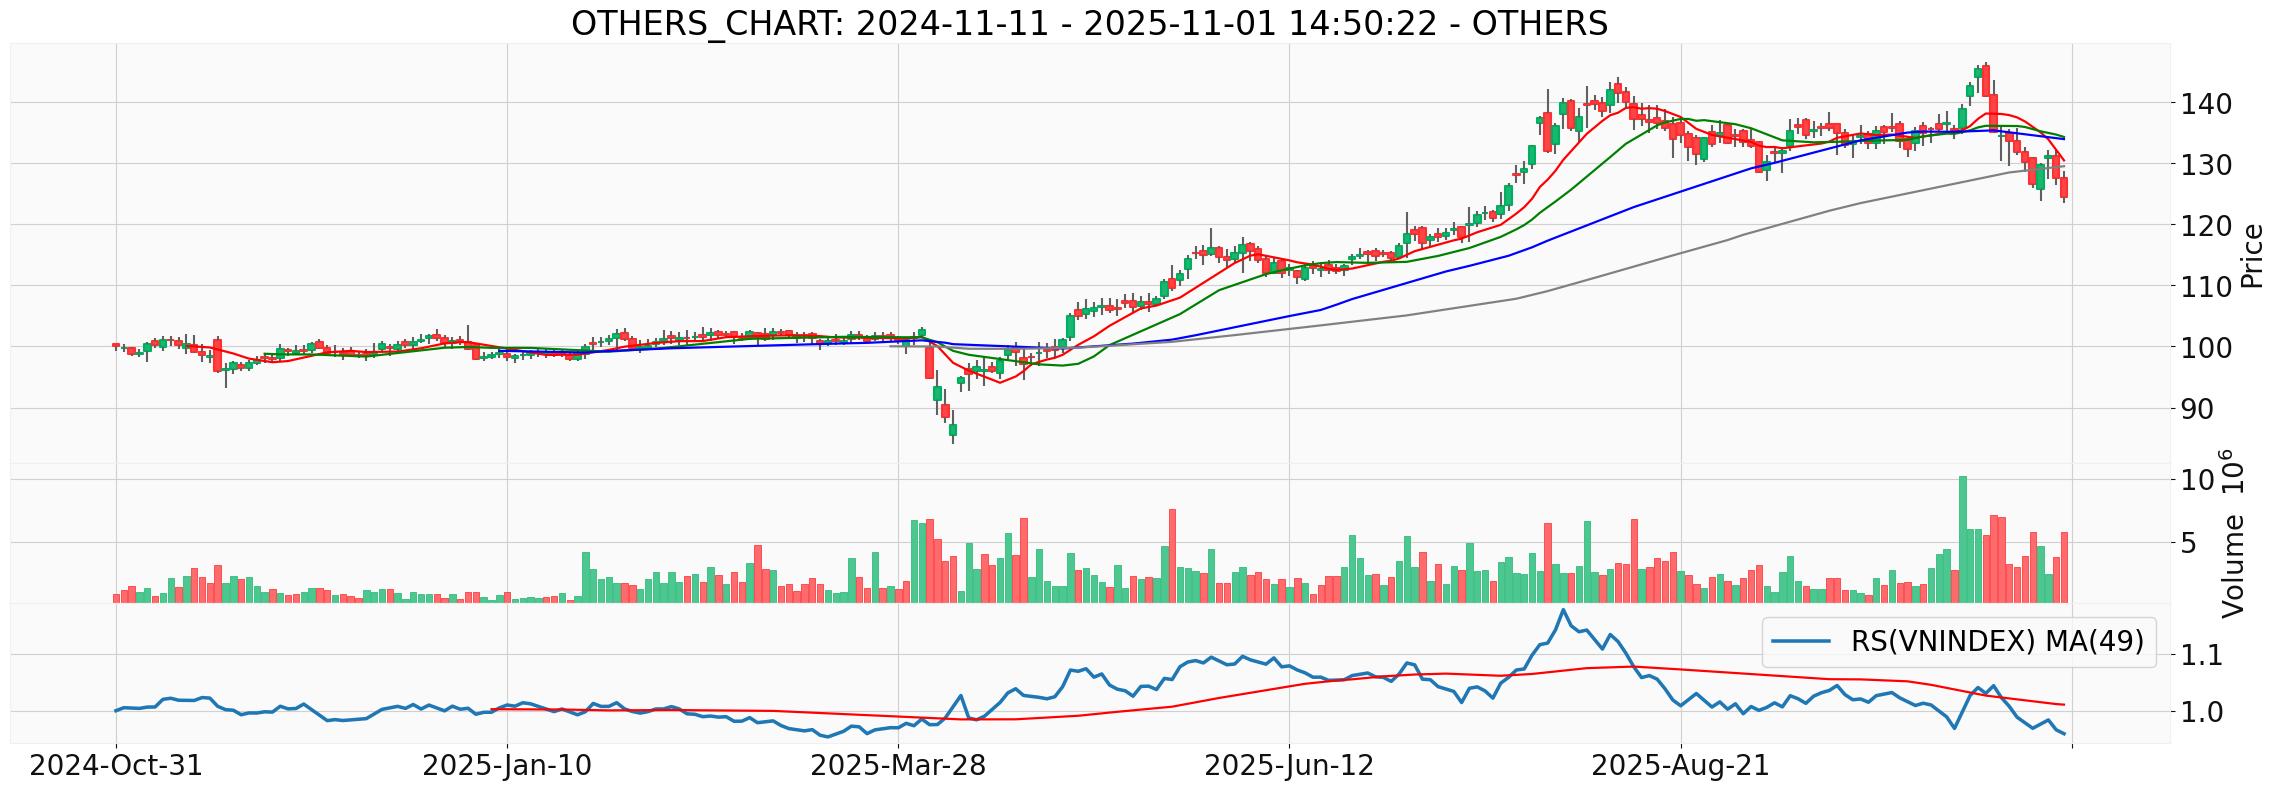 OTHERS_CHART: 2024-11-11 - 2025-11-01 14:50:22 - OTHERS
140
130
120
110
100
90
Price
10
5
Volume 10⁶
RS(VNINDEX) MA(49)
1.1
1.0
2024-Oct-31
2025-Jan-10
2025-Mar-28
2025-Jun-12
2025-Aug-21